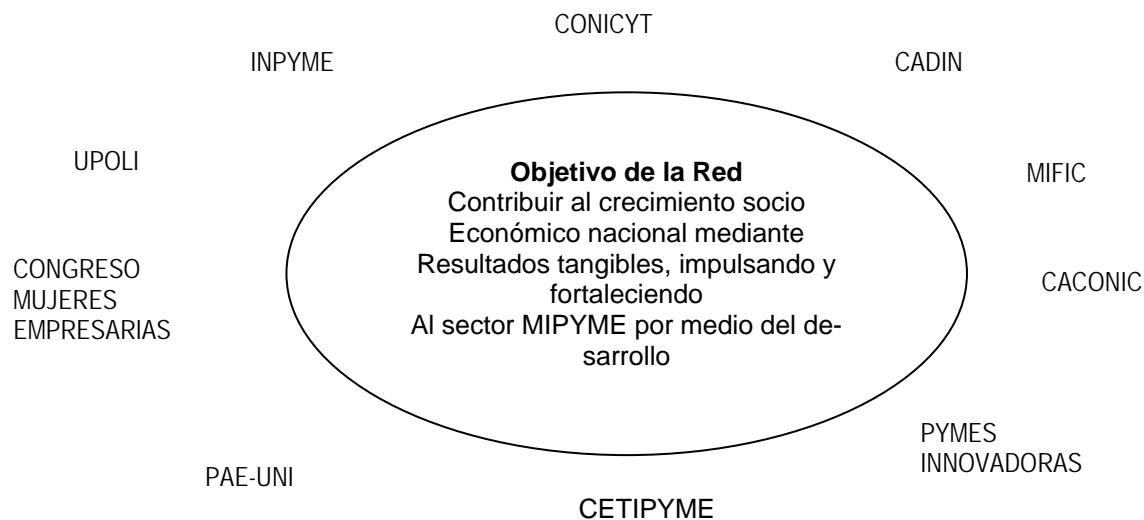 CONICYT
INPYME
CADIN
UPOLI
MIFIC
Objetivo de la Red
Contribuir al crecimiento socio
Económico nacional mediante
Resultados tangibles, impulsando y
fortaleciendo
Al sector MIPYME por medio del de-
sarrollo
CONGRESO
MUJERES
EMPRESARIAS
CACONIC
PYMES
INNOVADORAS
PAE-UNI
CETIPYME